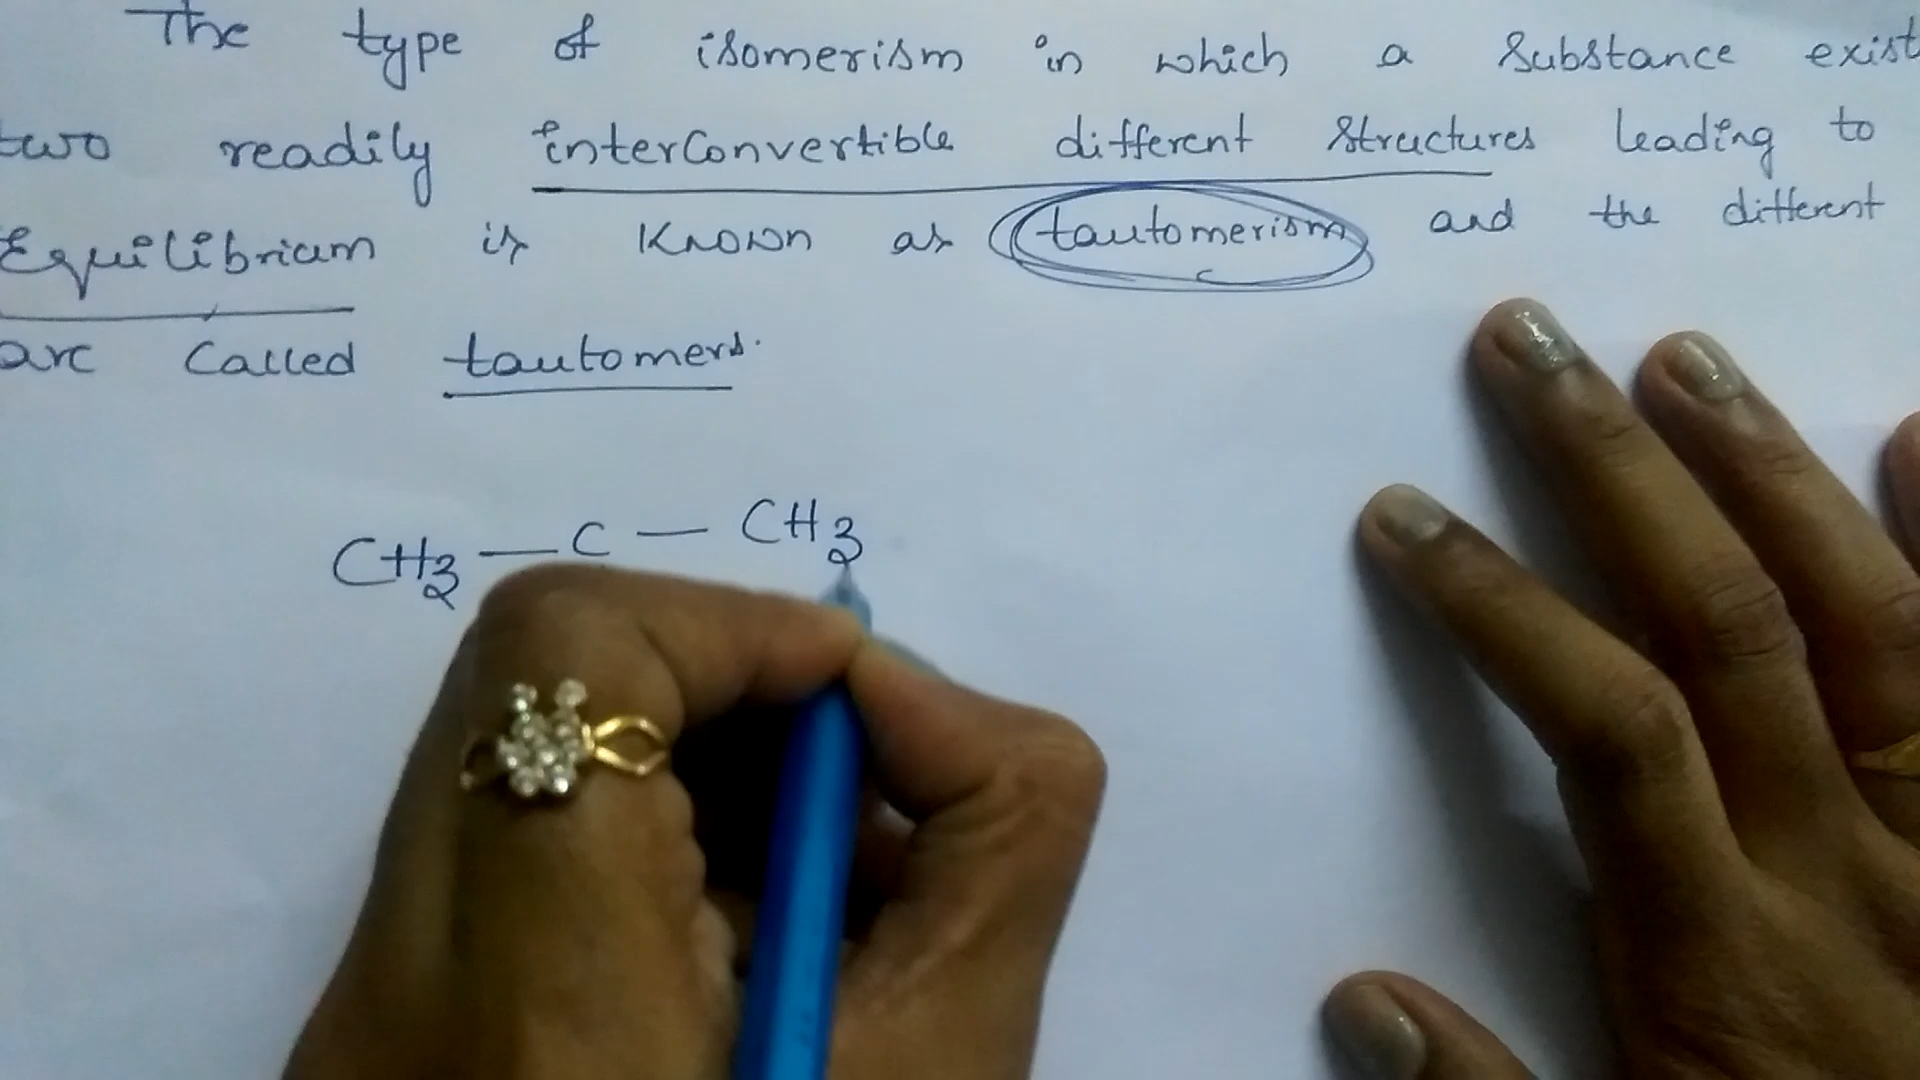 The type of isomerism in which a substance exist
two readily interconvertible different structures leading to
Equilibrium is known as tautomerism and the different
are called tautomers.
CH3 — C — CH3